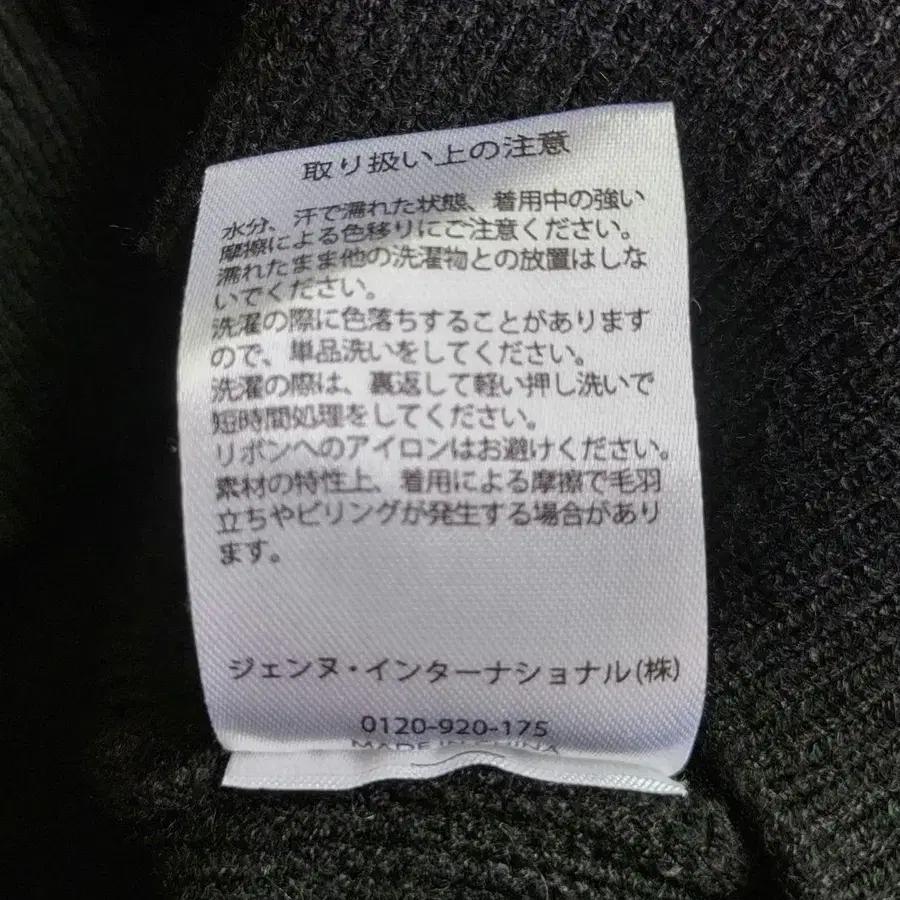 取り扱い上の注意
水分、汗で濡れた状態、着用中の強い
摩擦による色移りにご注意ください。
濡れたまま他の洗濯物との放置はしな
いでください。
洗濯の際に色落ちすることがあります
ので、単品洗いをしてください。
洗濯の際は、裏返して軽い押し洗いで
短時間処理をしてください。
リボンへのアイロンはお避けください。
素材の特性上、着用による摩擦で毛羽
立ちやピリングが発生する場合があり
ます。
ジェンヌ・インターナショナル(株)
0120-920-175
MADE IN CHINA